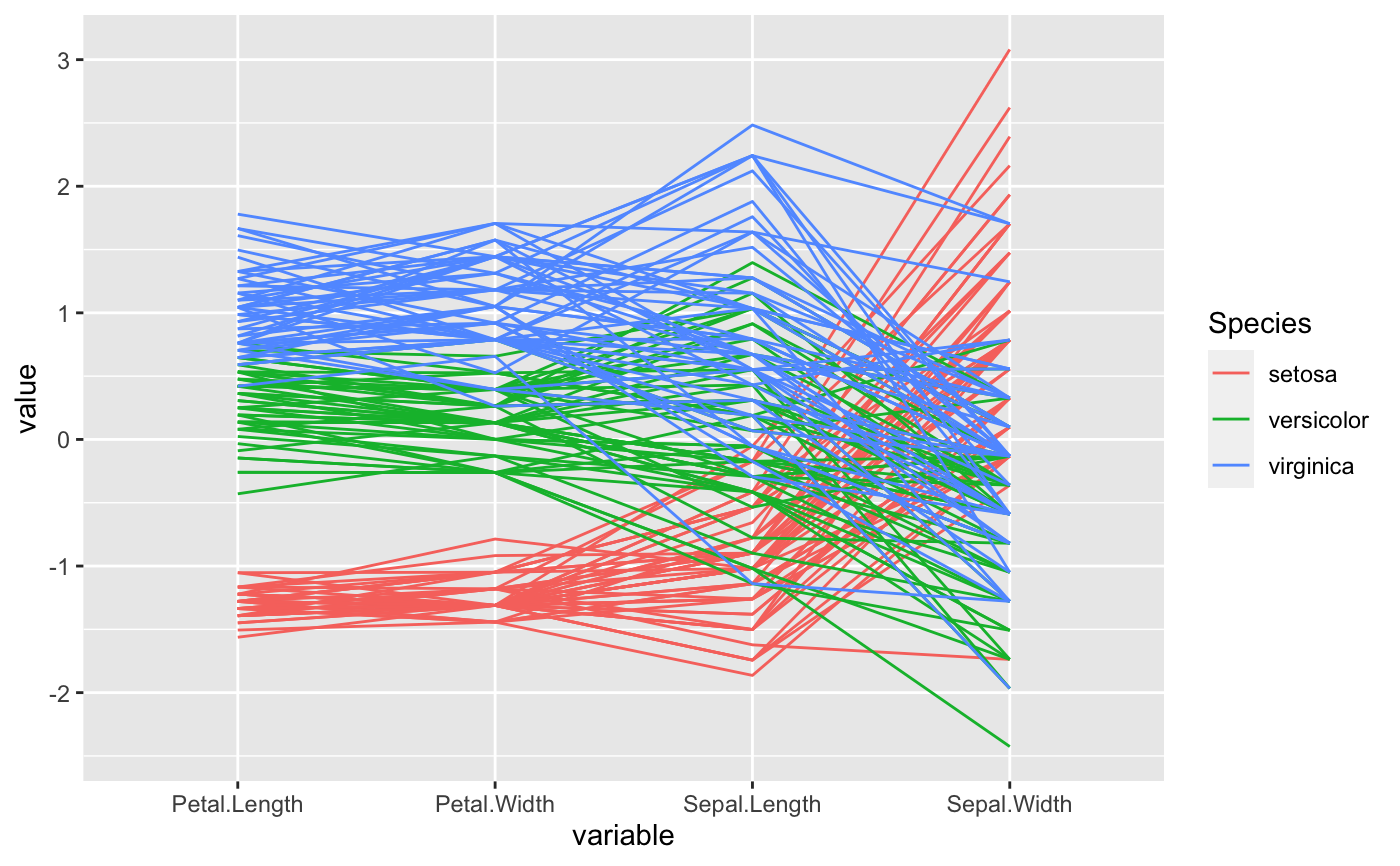 value
3
2
1
0
-1
-2
Petal.Length
Petal.Width
Sepal.Length
Sepal.Width
variable
Species
setosa
versicolor
virginica